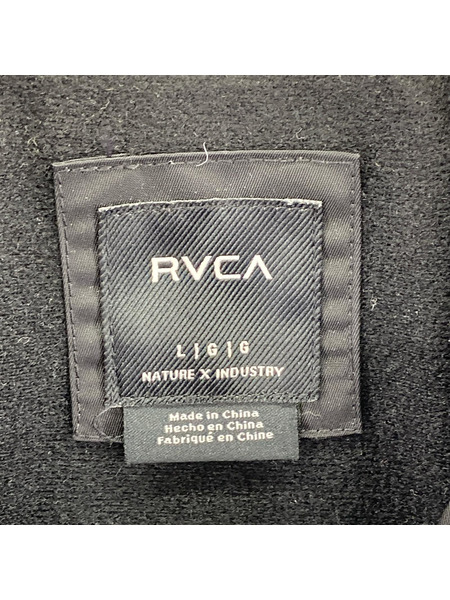 RVCA
L | G | G
NATURE X INDUSTRY
Made in China
Hecho en China
Fabriqué en Chine